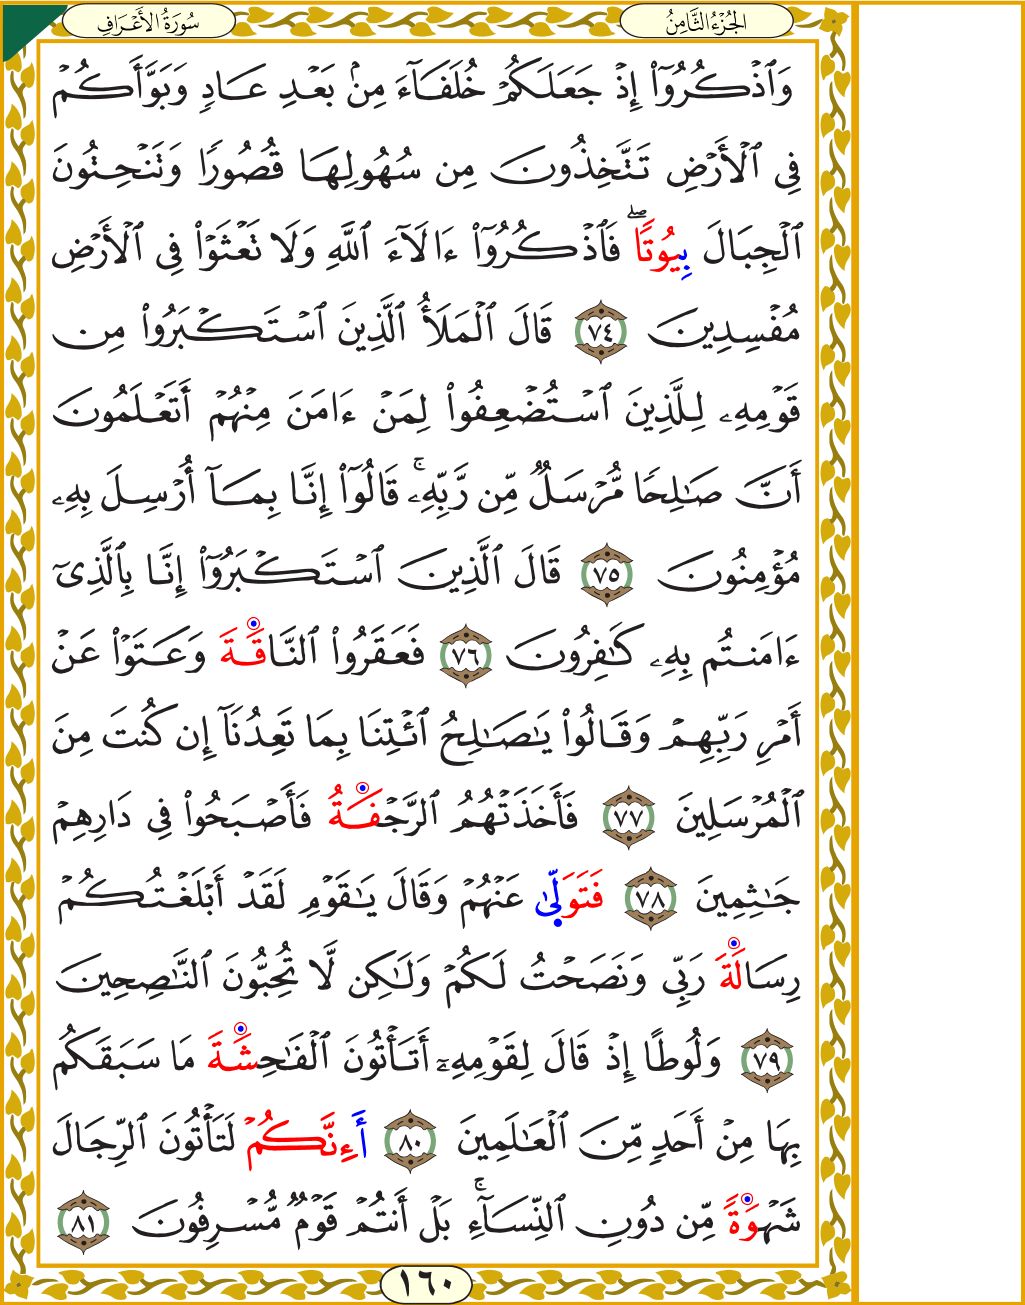 الجُزْءُ الثَّامِنُ
سُورَةُ الأَعْرَافِ
وَٱذۡكُرُوٓاْ إِذۡ جَعَلَكُمۡ خُلَفَآءَ مِنۢ بَعۡدِ عَادٖ وَبَوَّأَكُمۡ
فِي ٱلۡأَرۡضِ تَتَّخِذُونَ مِن سُهُولِهَا قُصُورٗا وَتَنۡحِتُونَ
ٱلۡجِبَالَ بِيُوتٗاۖ فَٱذۡكُرُوٓاْ ءَالَآءَ ٱللَّهِ وَلَا تَعۡثَوۡاْ فِي ٱلۡأَرۡضِ
مُفۡسِدِينَ ٧٤ قَالَ ٱلۡمَلَأُ ٱلَّذِينَ ٱسۡتَكۡبَرُواْ مِن
قَوۡمِهِۦ لِلَّذِينَ ٱسۡتُضۡعِفُواْ لِمَنۡ ءَامَنَ مِنۡهُمۡ أَتَعۡلَمُونَ
أَنَّ صَٰلِحٗا مُّرۡسَلٞ مِّن رَّبِّهِۦۚ قَالُوٓاْ إِنَّا بِمَآ أُرۡسِلَ بِهِۦ
مُؤۡمِنُونَ ٧٥ قَالَ ٱلَّذِينَ ٱسۡتَكۡبَرُوٓاْ إِنَّا بِٱلَّذِيٓ
ءَامَنتُم بِهِۦ كَٰفِرُونَ ٧٦ فَعَقَرُواْ ٱلنَّاقَةَ وَعَتَوۡاْ عَنۡ
أَمۡرِ رَبِّهِمۡ وَقَالُواْ يَٰصَٰلِحُ ٱئۡتِنَا بِمَا تَعِدُنَآ إِن كُنتَ مِنَ
ٱلۡمُرۡسَلِينَ ٧٧ فَأَخَذَتۡهُمُ ٱلرَّجۡفَةُ فَأَصۡبَحُواْ فِي دَارِهِمۡ
جَٰثِمِينَ ٧٨ فَتَوَلَّىٰ عَنۡهُمۡ وَقَالَ يَٰقَوۡمِ لَقَدۡ أَبۡلَغۡتُكُمۡ
رِسَالَةَ رَبِّي وَنَصَحۡتُ لَكُمۡ وَلَٰكِن لَّا تُحِبُّونَ ٱلنَّٰصِحِينَ
٧٩ وَلُوطًا إِذۡ قَالَ لِقَوۡمِهِۦٓ أَتَأۡتُونَ ٱلۡفَٰحِشَةَ مَا سَبَقَكُم
بِهَا مِنۡ أَحَدٖ مِّنَ ٱلۡعَٰلَمِينَ ٨٠ أَءِنَّكُمۡ لَتَأۡتُونَ ٱلرِّجَالَ
شَهۡوَةٗ مِّن دُونِ ٱلنِّسَآءِۚ بَلۡ أَنتُمۡ قَوۡمٞ مُّسۡرِفُونَ ٨١
١٦٠